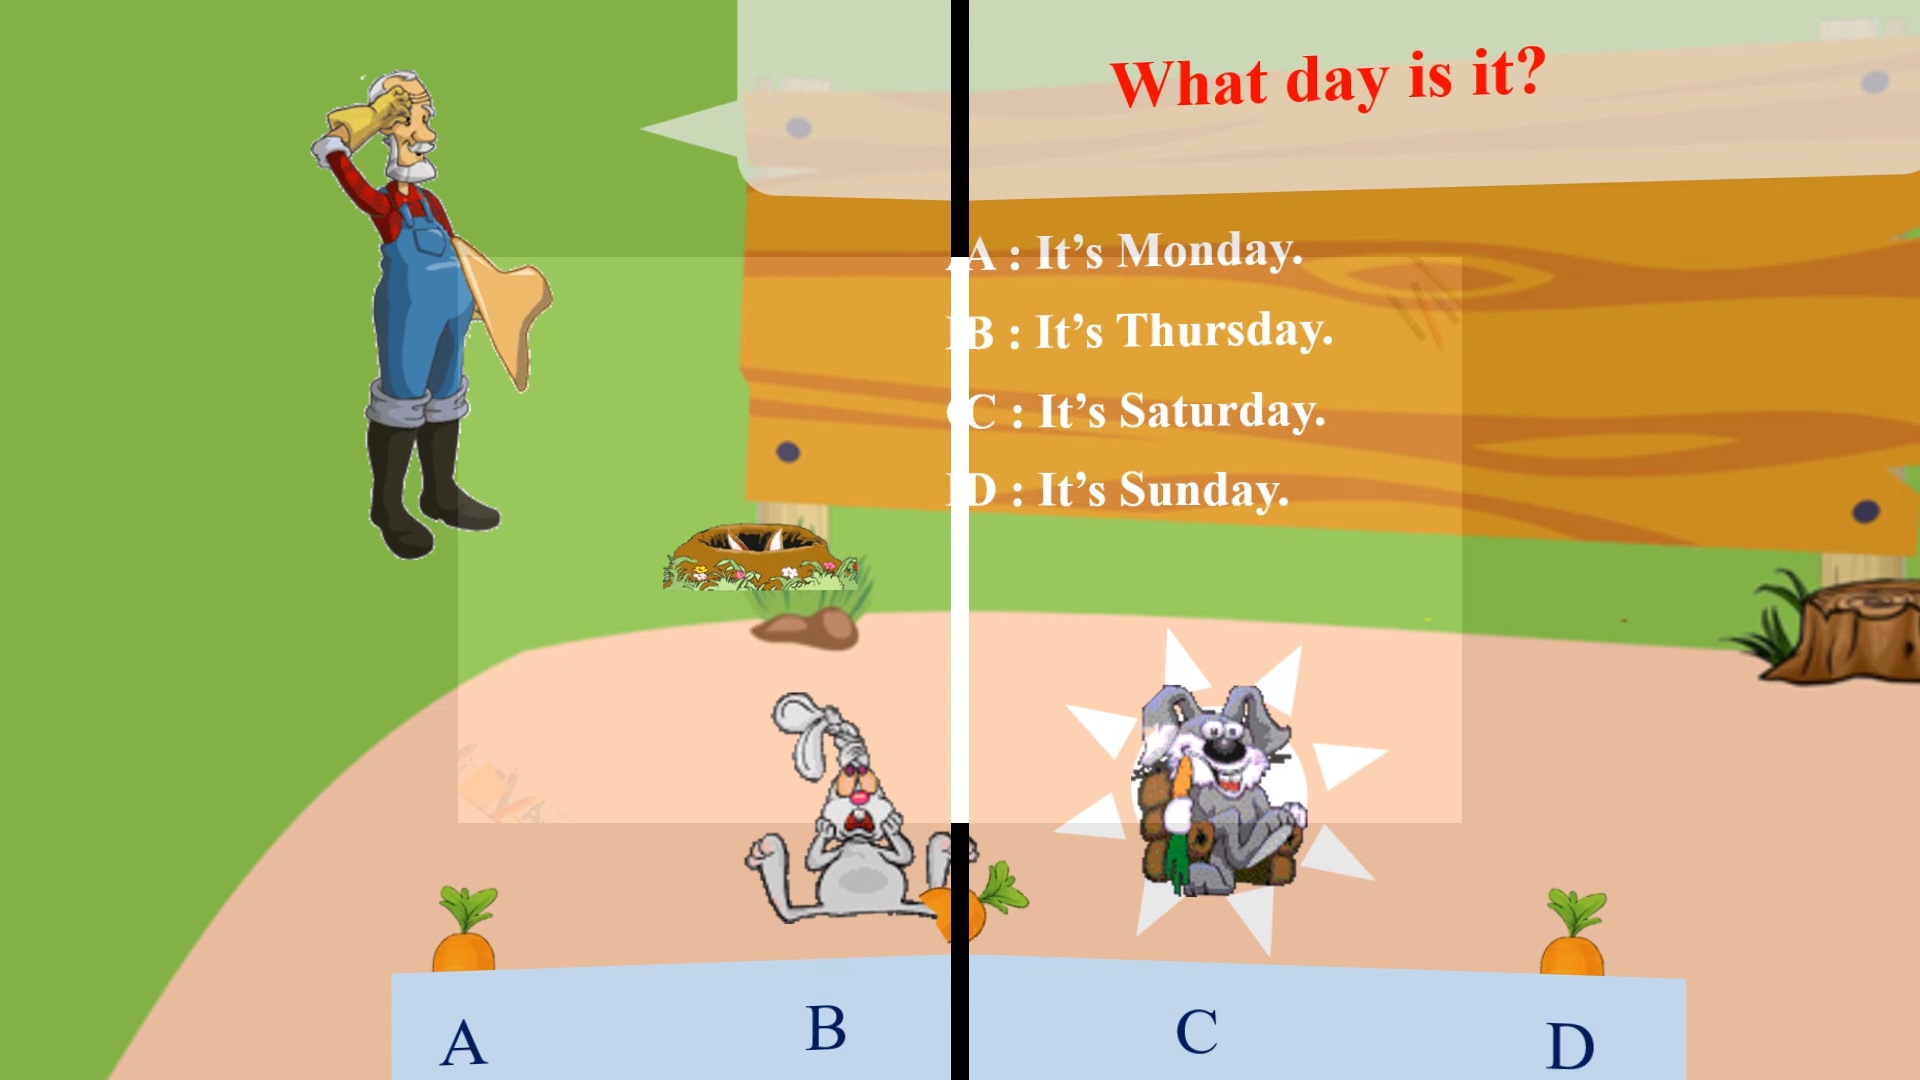 What day is it?
A : It’s Monday.
B : It’s Thursday.
C : It’s Saturday.
D : It’s Sunday.
A
B
C
D